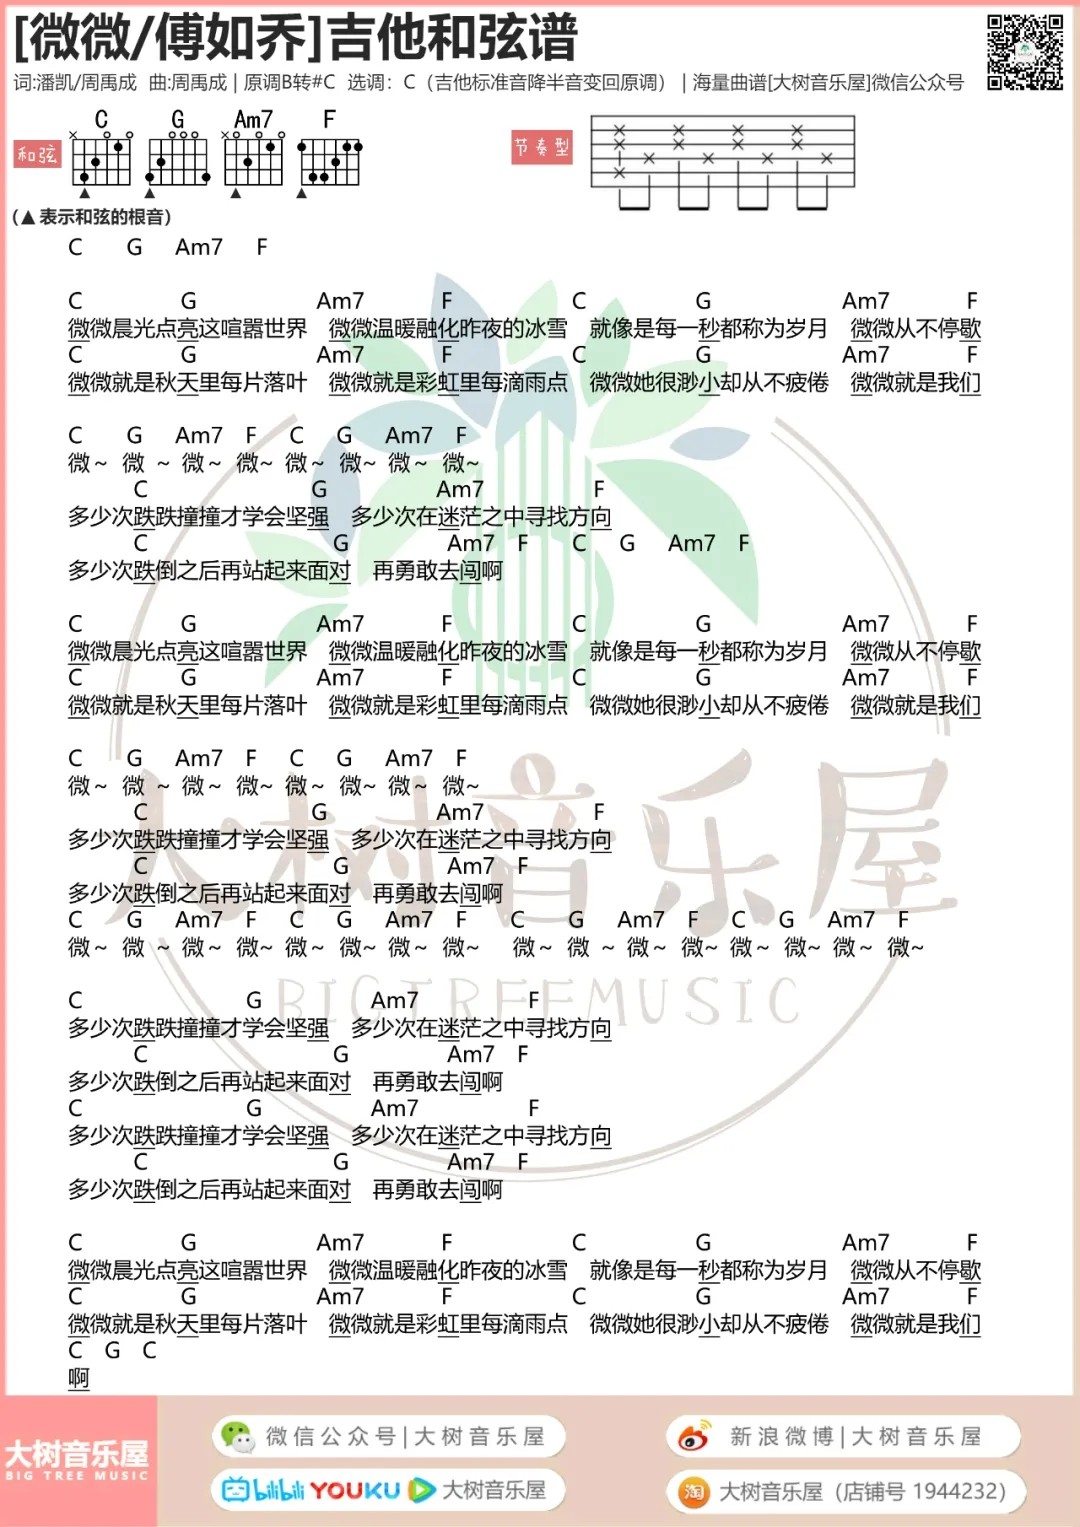 [微微/傅如乔]吉他和弦谱
词:潘凯/周禹成 曲:周禹成 | 原调B转#C 选调：C（吉他标准音降半音变回原调） | 海量曲谱[大树音乐屋]微信公众号
和弦 C G Am7 F 节奏型
(▲表示和弦的根音)
C G Am7 F
C G Am7 F C G Am7 F
微微晨光点亮这喧嚣世界 微微温暖融化昨夜的冰雪 就像是每一秒都称为岁月 微微从不停歇
C G Am7 F C G Am7 F
微微就是秋天里每片落叶 微微就是彩虹里每滴雨点 微微她很渺小却从不疲倦 微微就是我们
C G Am7 F C G Am7 F
微~ 微 ~ 微~ 微~ 微~ 微~ 微~ 微~
C G Am7 F
多少次跌跌撞撞才学会坚强 多少次在迷茫之中寻找方向
C G Am7 F C G Am7 F
多少次跌倒之后再站起来面对 再勇敢去闯啊
C G Am7 F C G Am7 F
微微晨光点亮这喧嚣世界 微微温暖融化昨夜的冰雪 就像是每一秒都称为岁月 微微从不停歇
C G Am7 F C G Am7 F
微微就是秋天里每片落叶 微微就是彩虹里每滴雨点 微微她很渺小却从不疲倦 微微就是我们
C G Am7 F C G Am7 F
微~ 微 ~ 微~ 微~ 微~ 微~ 微~ 微~
C G Am7 F
多少次跌跌撞撞才学会坚强 多少次在迷茫之中寻找方向
C G Am7 F
多少次跌倒之后再站起来面对 再勇敢去闯啊
C G Am7 F C G Am7 F C G Am7 F C G Am7 F
微~ 微 ~ 微~ 微~ 微~ 微~ 微~ 微~ 微~ 微 ~ 微~ 微~ 微~ 微~ 微~ 微~
C G Am7 F
多少次跌跌撞撞才学会坚强 多少次在迷茫之中寻找方向
C G Am7 F
多少次跌倒之后再站起来面对 再勇敢去闯啊
C G Am7 F
多少次跌跌撞撞才学会坚强 多少次在迷茫之中寻找方向
C G Am7 F
多少次跌倒之后再站起来面对 再勇敢去闯啊
C G Am7 F C G Am7 F
微微晨光点亮这喧嚣世界 微微温暖融化昨夜的冰雪 就像是每一秒都称为岁月 微微从不停歇
C G Am7 F C G Am7 F
微微就是秋天里每片落叶 微微就是彩虹里每滴雨点 微微她很渺小却从不疲倦 微微就是我们
C G C
啊
大树音乐屋
BIGTREEMUSIC
大树音乐屋
BIG TREE MUSIC
微信公众号|大树音乐屋
新浪微博|大树音乐屋
bilibili YOUKU 大树音乐屋
淘 大树音乐屋（店铺号 1944232）